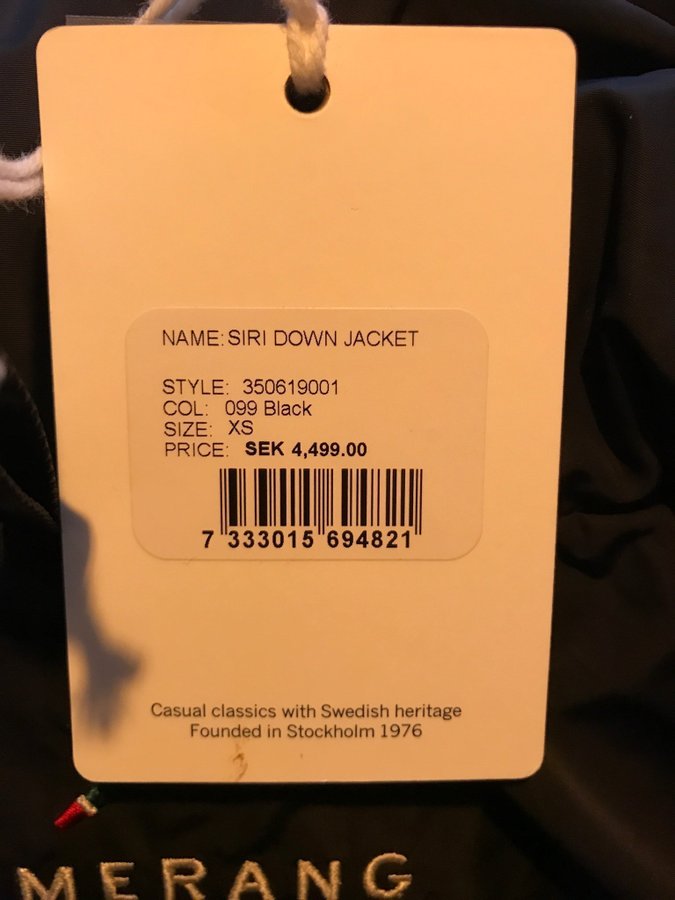 NAME: SIRI DOWN JACKET
STYLE: 350619001
COL: 099 Black
SIZE: XS
PRICE: SEK 4,499.00
7 333015 694821
Casual classics with Swedish heritage
Founded in Stockholm 1976
MERANG